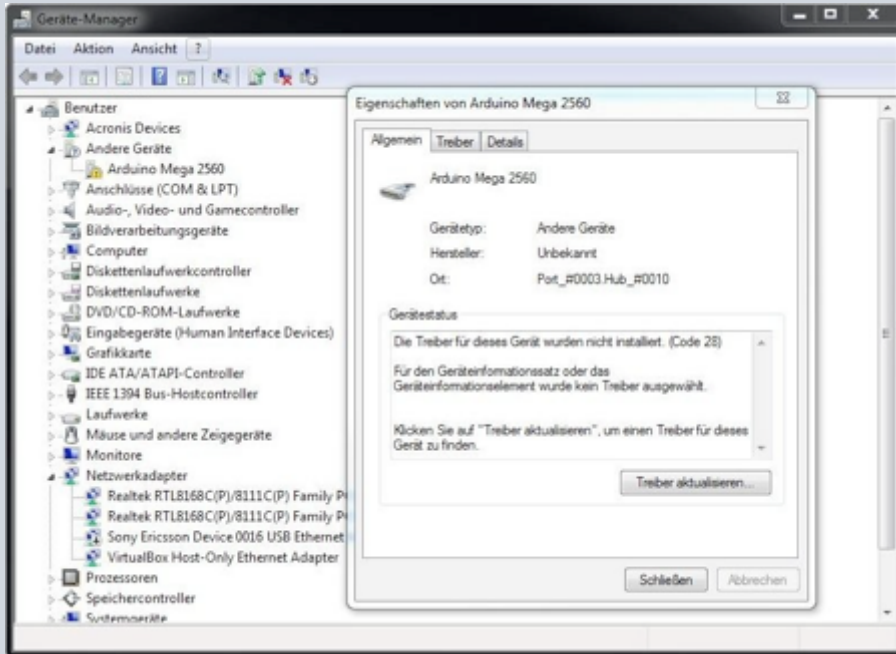 Geräte-Manager
Datei Aktion Ansicht ?
Benutzer
Acronis Devices
Andere Geräte
Arduino Mega 2560
Anschlüsse (COM & LPT)
Audio-, Video- und Gamecontroller
Bildverarbeitungsgeräte
Computer
Diskettenlaufwerkcontroller
Diskettenlaufwerke
DVD/CD-ROM-Laufwerke
Eingabegeräte (Human Interface Devices)
Grafikkarte
IDE ATA/ATAPI-Controller
IEEE 1394 Bus-Hostcontroller
Laufwerke
Mäuse und andere Zeigegeräte
Monitore
Netzwerkadapter
Realtek RTL8168C(P)/8111C(P) Family
Realtek RTL8168C(P)/8111C(P) Family
Sony Ericsson Device 0016 USB Ethernet
VirtualBox Host-Only Ethernet Adapter
Prozessoren
Speichercontroller
Systemgeräte
Eigenschaften von Arduino Mega 2560
Allgemein Treiber Details
Arduino Mega 2560
Gerätetyp: Andere Geräte
Hersteller: Unbekannt
Ort: Port_#0003.Hub_#0010
Gerätestatus
Die Treiber für dieses Gerät wurden nicht installiert. (Code 28)
Für den Geräteinformationssatz oder das
Geräteinformationselement wurde kein Treiber ausgewählt.
Klicken Sie auf "Treiber aktualisieren", um einen Treiber für dieses
Gerät zu finden.
Treiber aktualisieren...
Schließen Abbrechen